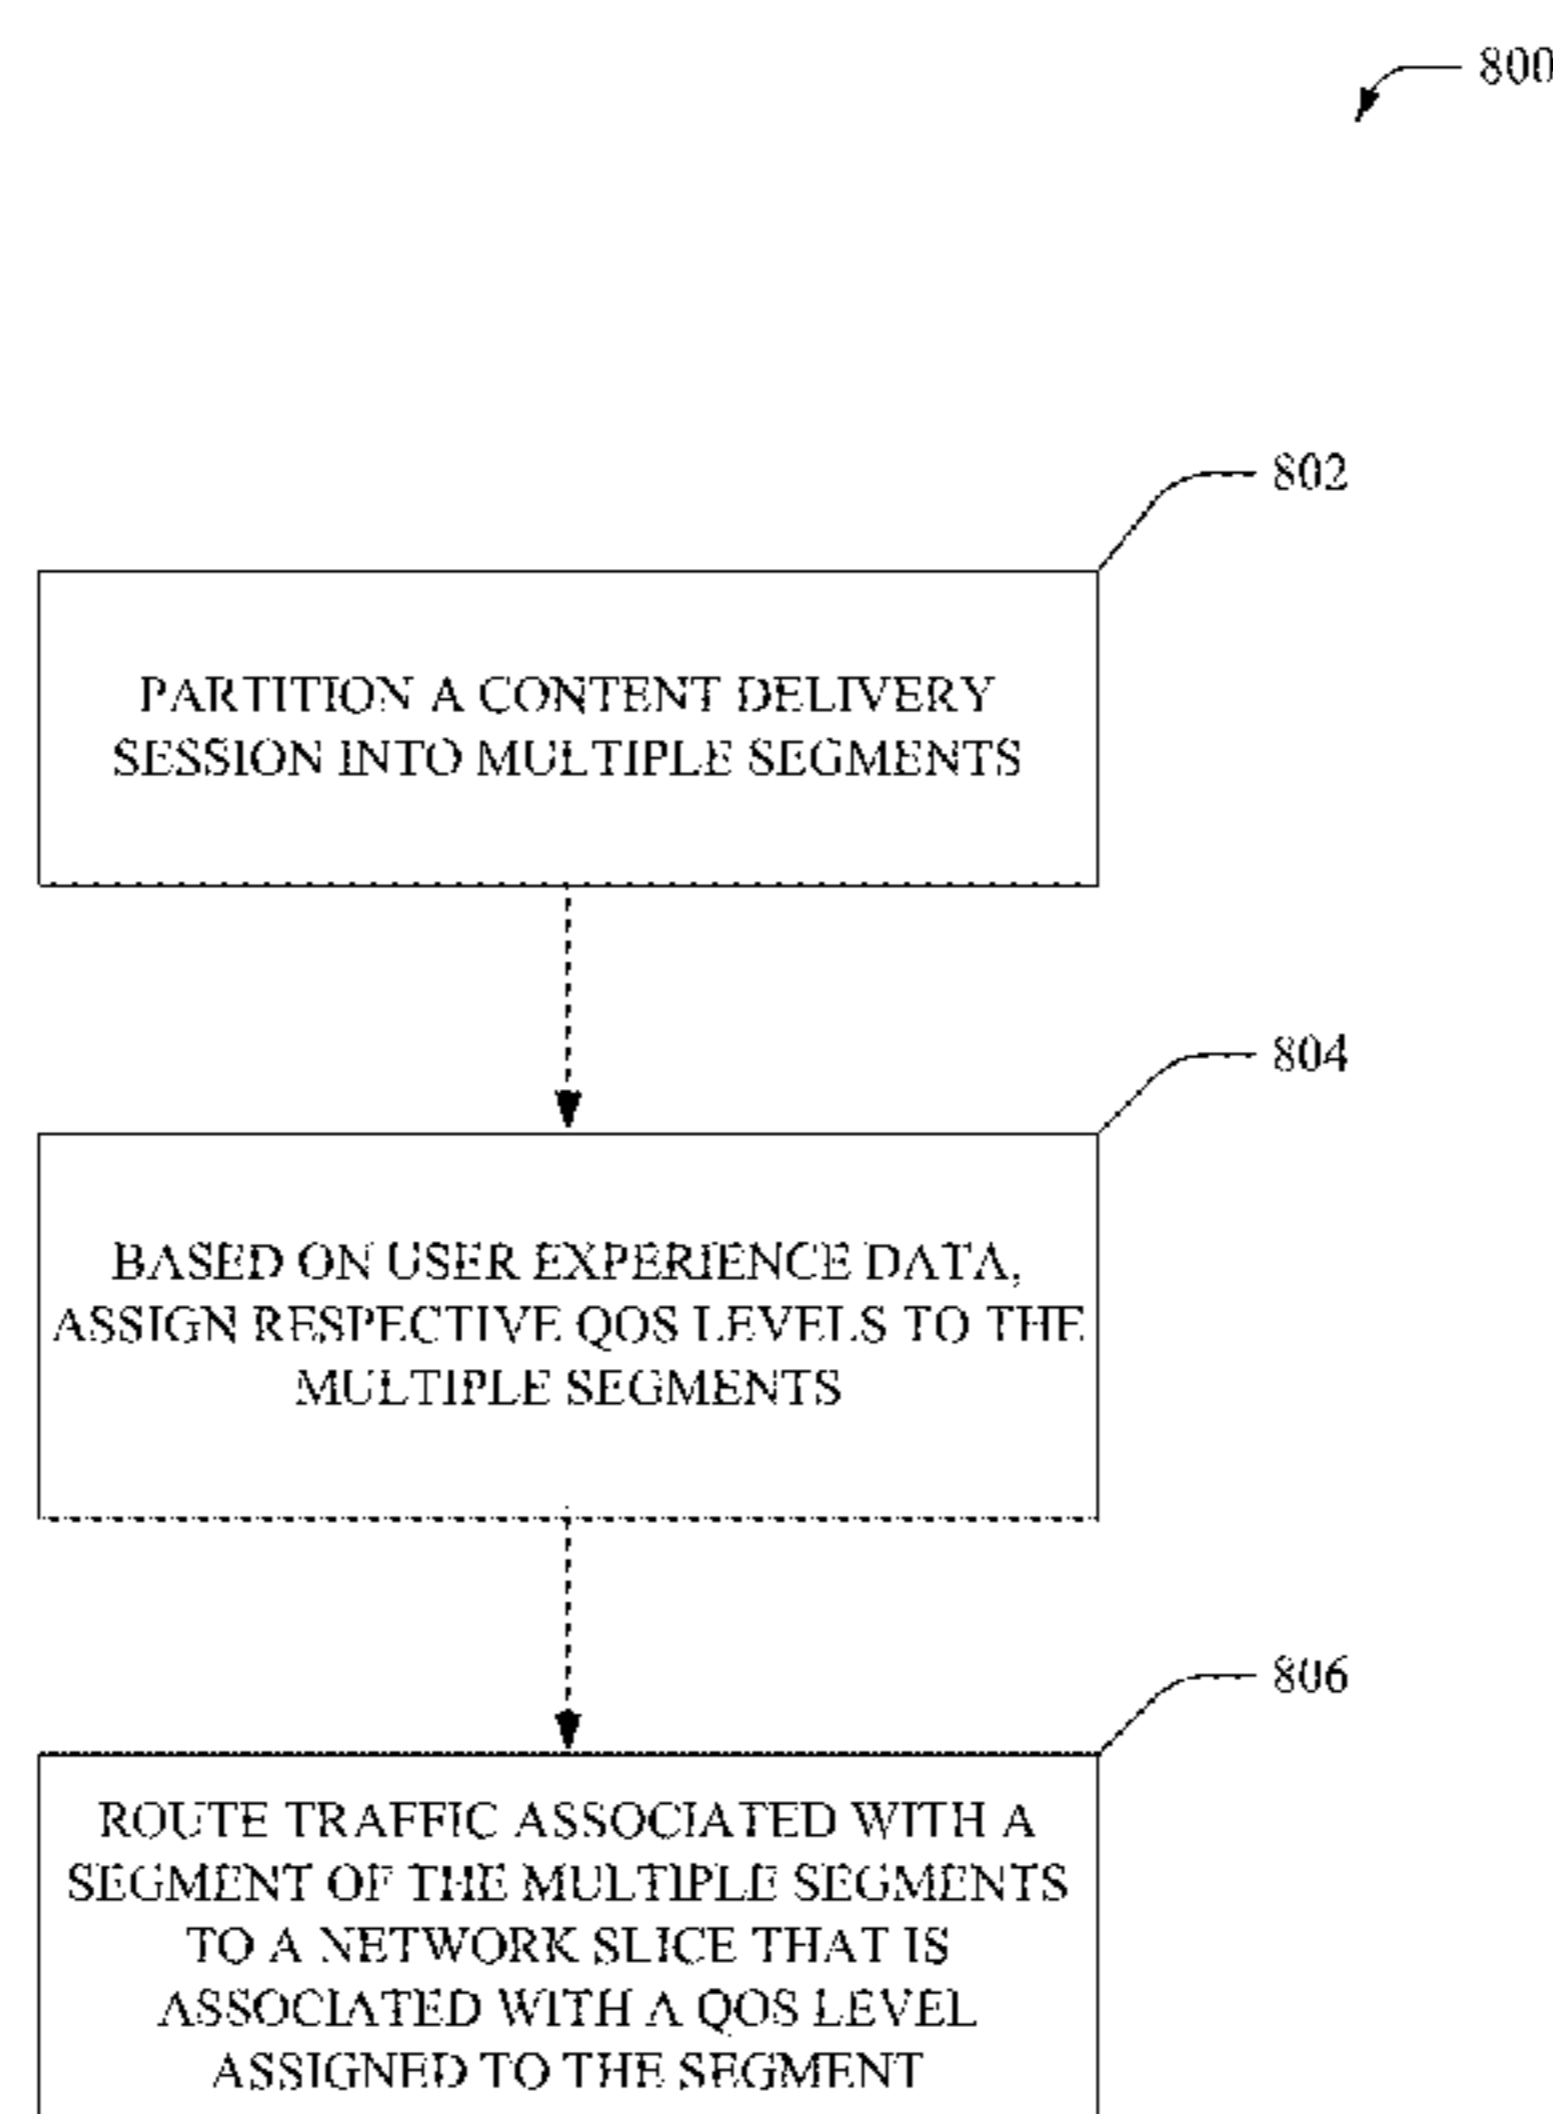 800
802
PARTITION A CONTENT DELIVERY
SESSION INTO MULTIPLE SEGMENTS
804
BASED ON USER EXPERIENCE DATA,
ASSIGN RESPECTIVE QOS LEVELS TO THE
MULTIPLE SEGMENTS
806
ROUTE TRAFFIC ASSOCIATED WITH A
SEGMENT OF THE MULTIPLE SEGMENTS
TO A NETWORK SLICE THAT IS
ASSOCIATED WITH A QOS LEVEL
ASSIGNED TO THE SEGMENT